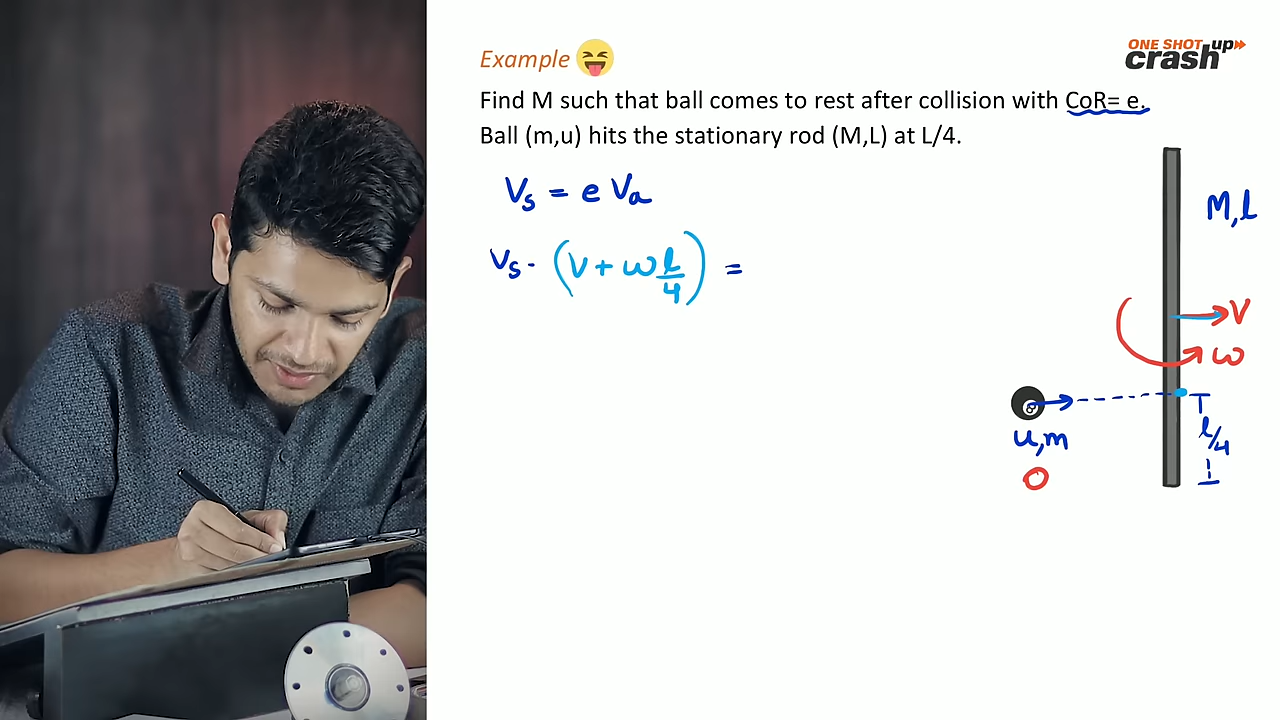 Example
ONE SHOT
crash up
Find M such that ball comes to rest after collision with CoR= e.
Ball (m,u) hits the stationary rod (M,L) at L/4.
Vs = e Va
Vs - (V + ω l/4) =
M, l
V
ω
u,m
l/4